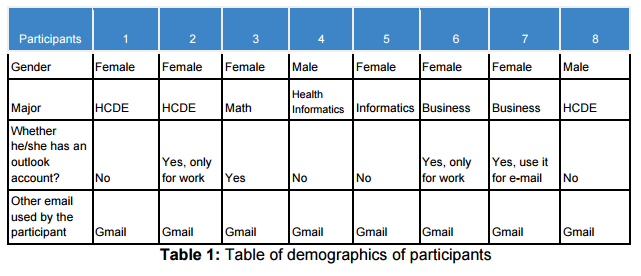 Participants 1 2 3 4 5 6 7 8
Gender Female Female Female Male Female Female Female Male
Major HCDE HCDE Math Health Informatics Informatics Business Business HCDE
Whether he/she has an outlook account? No Yes, only for work Yes No No Yes, only for work Yes, use it for e-mail No
Other email used by the participant Gmail Gmail Gmail Gmail Gmail Gmail Gmail Gmail
Table 1: Table of demographics of participants